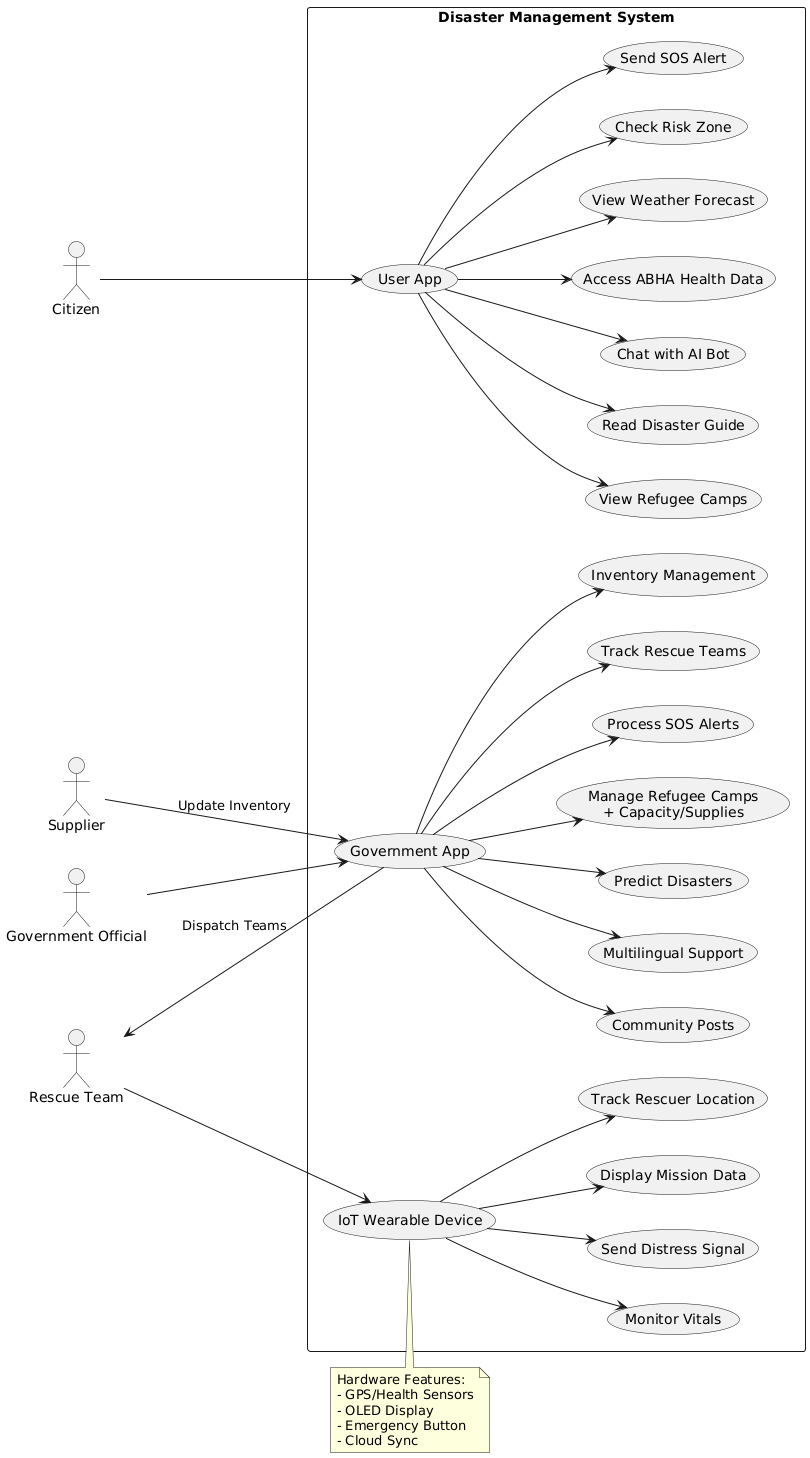 Disaster Management System
Send SOS Alert
Check Risk Zone
View Weather Forecast
User App
Access ABHA Health Data
Citizen
Chat with AI Bot
Read Disaster Guide
View Refugee Camps
Inventory Management
Track Rescue Teams
Process SOS Alerts
Manage Refugee Camps
+ Capacity/Supplies
Update Inventory
Supplier
Government App
Predict Disasters
Government Official
Dispatch Teams
Multilingual Support
Community Posts
Rescue Team
Track Rescuer Location
Display Mission Data
IoT Wearable Device
Send Distress Signal
Monitor Vitals
Hardware Features:
- GPS/Health Sensors
- OLED Display
- Emergency Button
- Cloud Sync